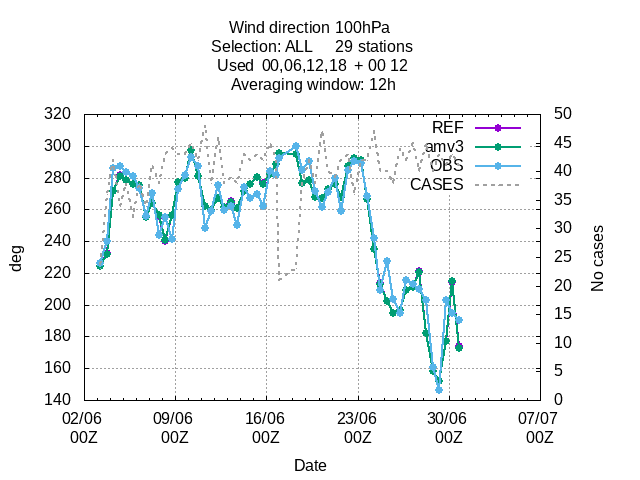 Wind direction 100hPa
Selection: ALL 29 stations
Used 00,06,12,18 + 00 12
Averaging window: 12h
320 50
REF
300 45
amv3
OBS
280 40
CASES
260 35
240 30
25
220
20
200
15
180
10
160 5
140 0
deg
No cases
02/06 09/06 16/06 23/06 30/06 07/07
00Z 00Z 00Z 00Z 00Z 00Z
Date